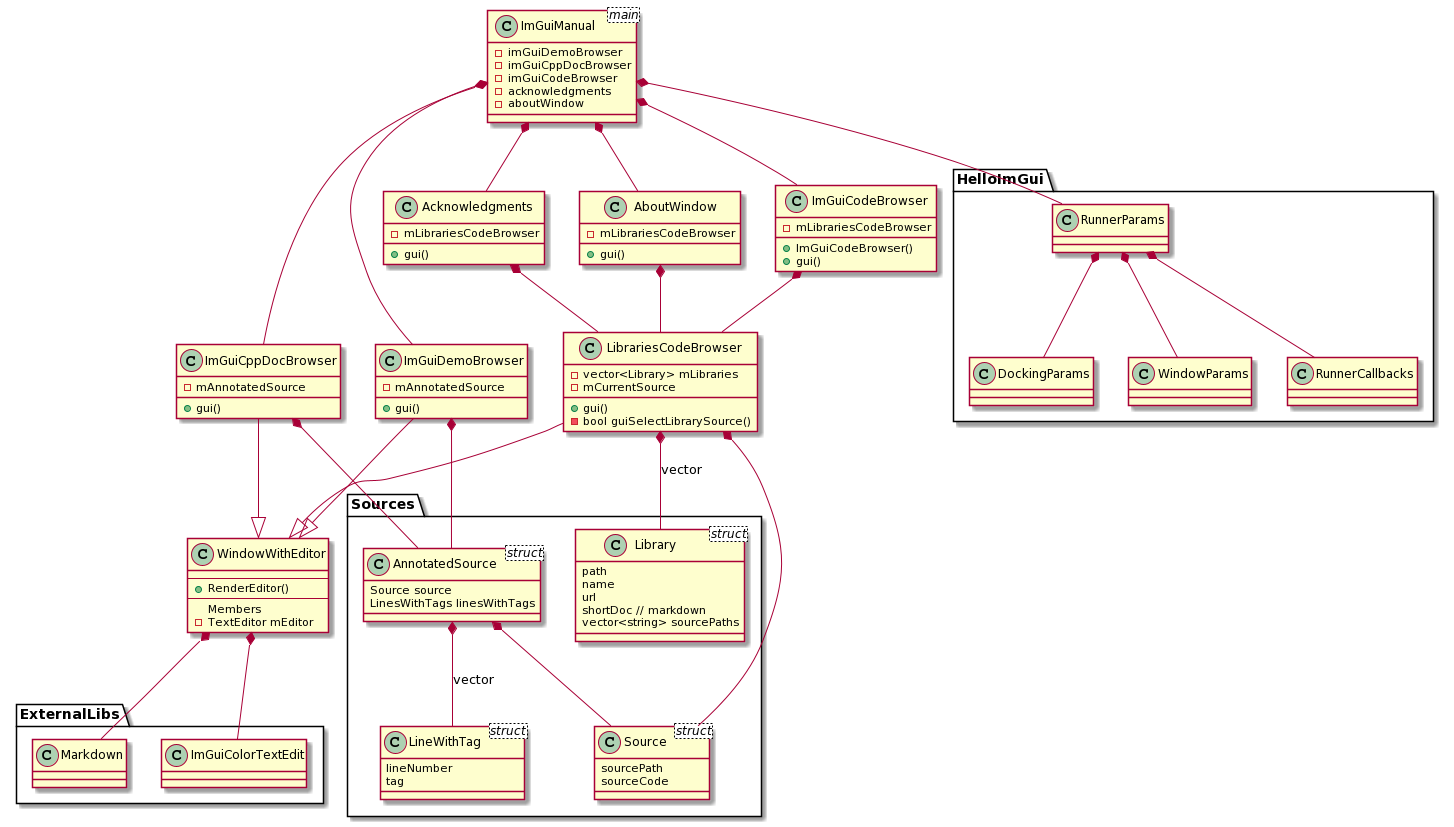 main
C ImGuiManual
imGuiDemoBrowser
imGuiCppDocBrowser
imGuiCodeBrowser
acknowledgments
aboutWindow
HelloImGui
C Acknowledgments
mLibrariesCodeBrowser
gui()
C AboutWindow
mLibrariesCodeBrowser
gui()
C ImGuiCodeBrowser
mLibrariesCodeBrowser
ImGuiCodeBrowser()
gui()
C RunnerParams
C ImGuiCppDocBrowser
mAnnotatedSource
gui()
C ImGuiDemoBrowser
mAnnotatedSource
gui()
C LibrariesCodeBrowser
vector<Library> mLibraries
mCurrentSource
gui()
bool guiSelectLibrarySource()
C DockingParams
C WindowParams
C RunnerCallbacks
vector
Sources
C WindowWithEditor
RenderEditor()
Members
TextEditor mEditor
struct
C AnnotatedSource
Source source
LinesWithTags linesWithTags
struct
C Library
path
name
url
shortDoc // markdown
vector<string> sourcePaths
vector
ExternalLibs
C Markdown
C ImGuiColorTextEdit
struct
C LineWithTag
lineNumber
tag
struct
C Source
sourcePath
sourceCode